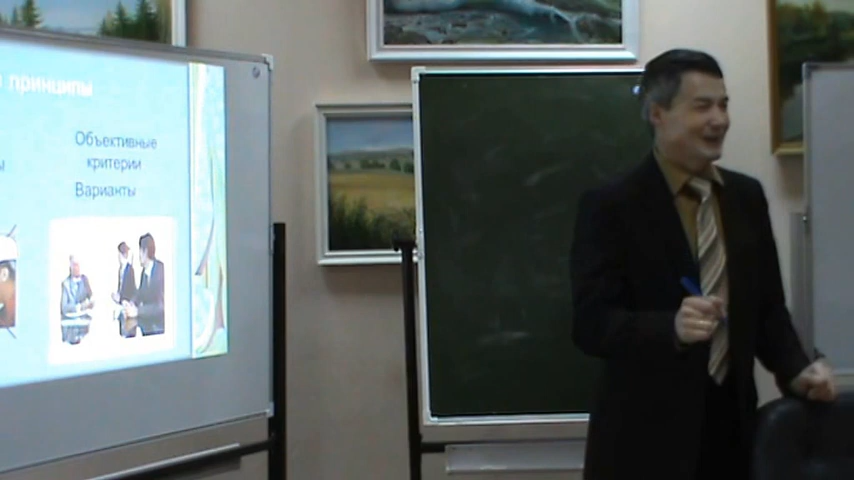 принципы
Объективные
критерии
Варианты